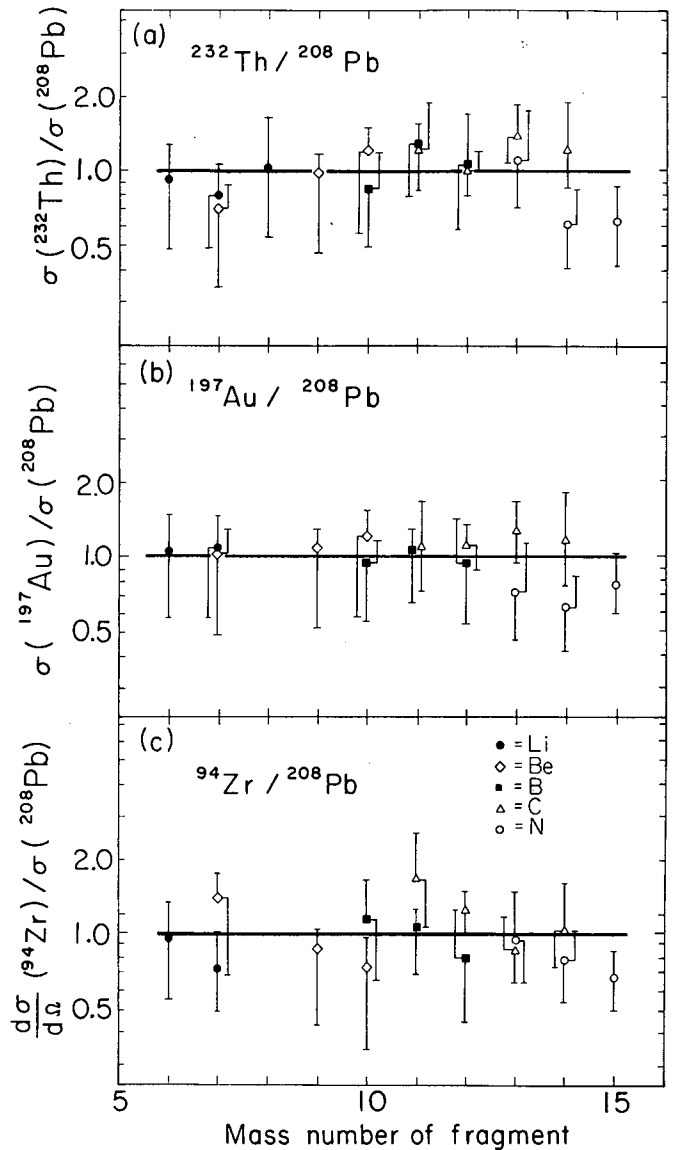 (a)
²³²Th / ²⁰⁸Pb
σ(²³²Th)/σ(²⁰⁸Pb)
2.0
1.0
0.5
(b)
¹⁹⁷Au / ²⁰⁸Pb
σ(¹⁹⁷Au)/σ(²⁰⁸Pb)
2.0
1.0
0.5
(c)
⁹⁴Zr / ²⁰⁸Pb
dσ/dΩ (⁹⁴Zr)/σ(²⁰⁸Pb)
2.0
1.0
0.5
● = Li
◇ = Be
■ = B
△ = C
○ = N
5 10 15
Mass number of fragment